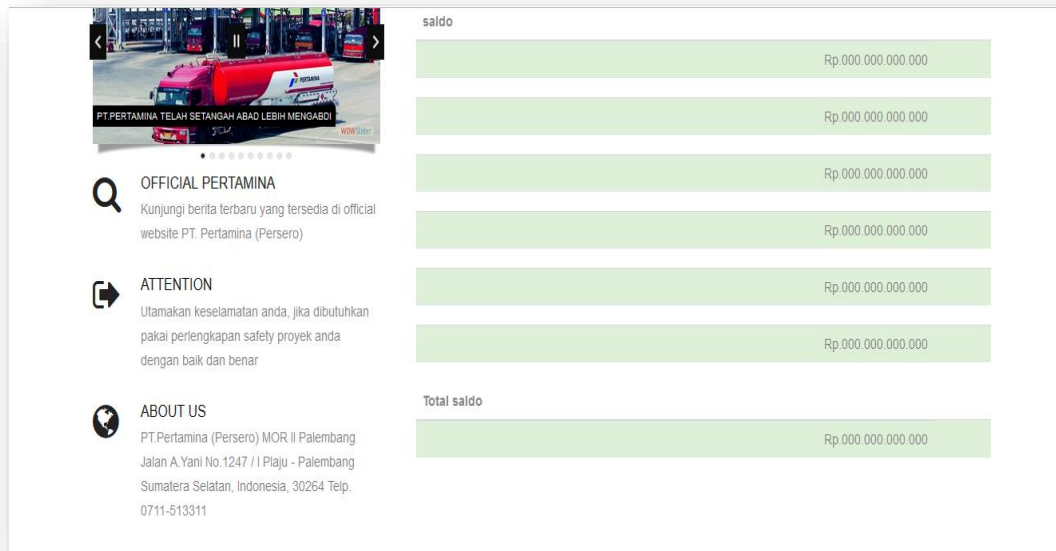 PERTAMINA
PT.PERTAMINA TELAH SETANGAH ABAD LEBIH MENGABDI
WOWSlider
OFFICIAL PERTAMINA
Kunjungi berita terbaru yang tersedia di official
website PT. Pertamina (Persero)
ATTENTION
Utamakan keselamatan anda, jika dibutuhkan
pakai perlengkapan safety proyek anda
dengan baik dan benar
ABOUT US
PT.Pertamina (Persero) MOR II Palembang
Jalan A.Yani No.1247 / I Plaju - Palembang
Sumatera Selatan, Indonesia, 30264 Telp.
0711-513311
saldo
Rp.000.000.000.000
Rp.000.000.000.000
Rp.000.000.000.000
Rp.000.000.000.000
Rp.000.000.000.000
Rp.000.000.000.000
Total saldo
Rp.000.000.000.000